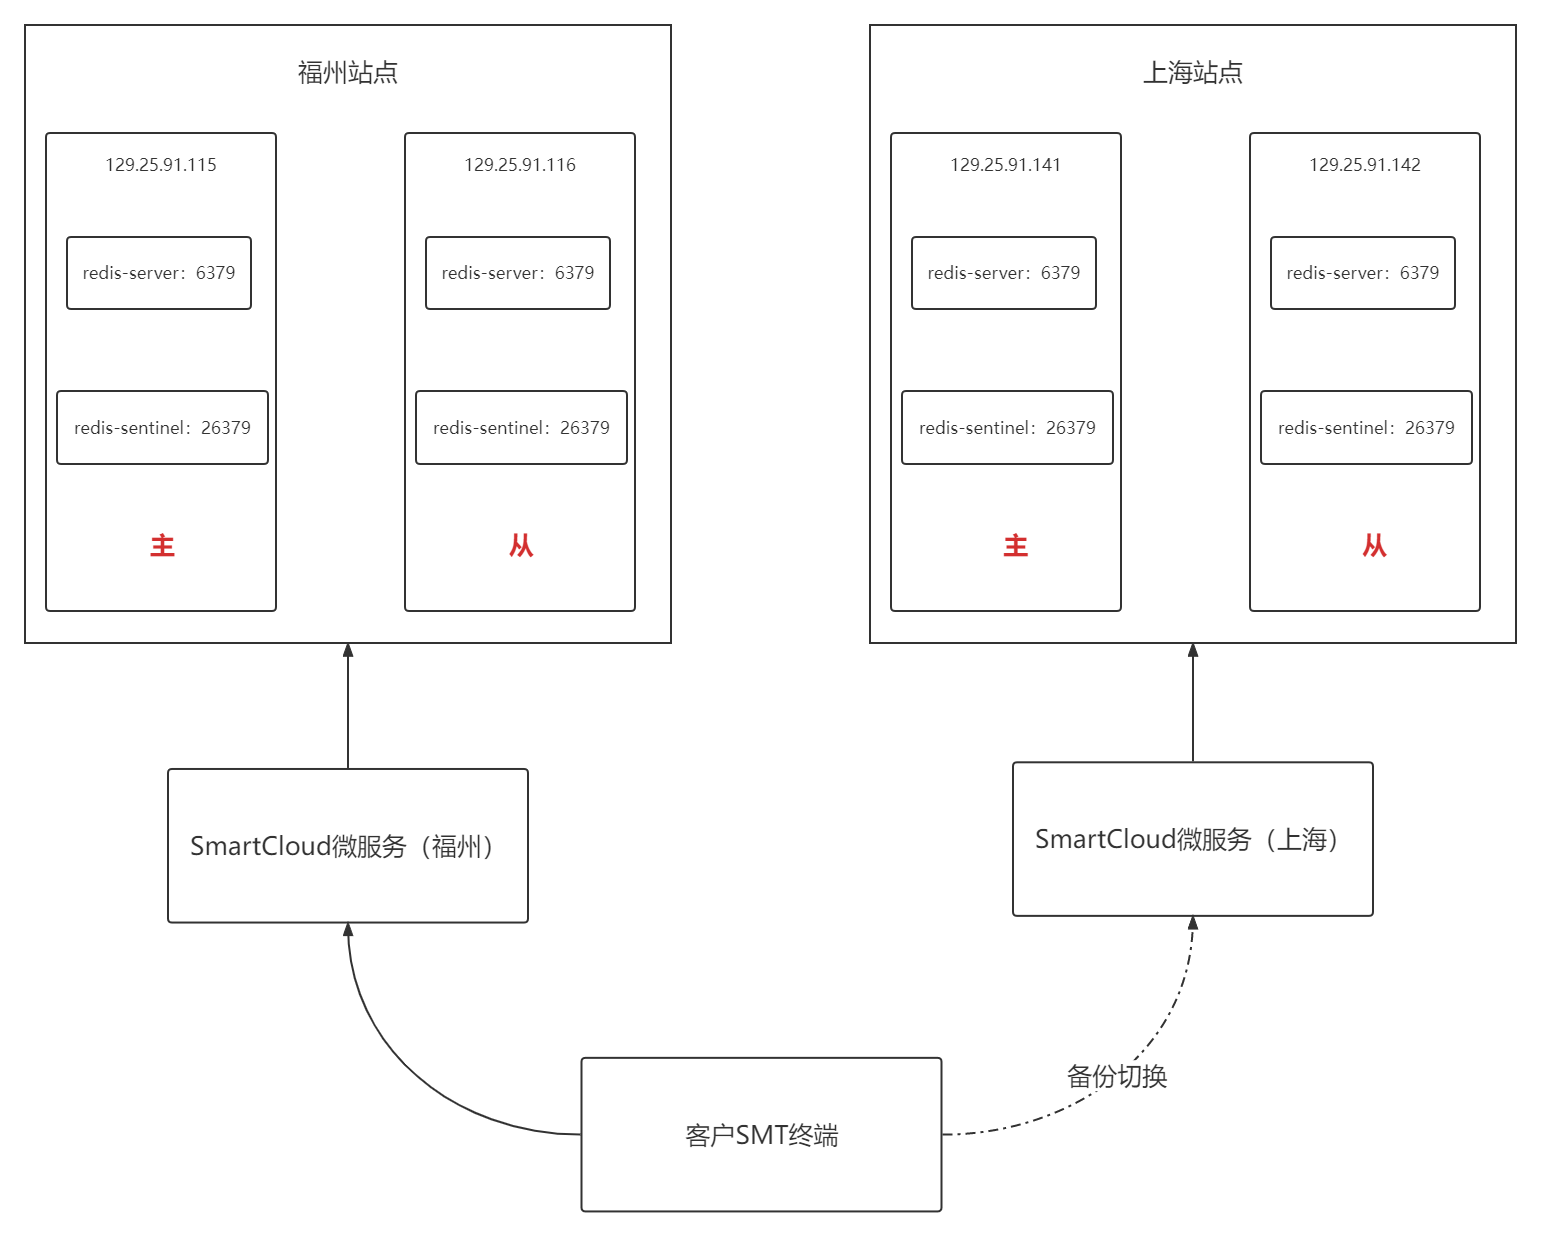 福州站点
129.25.91.115
redis-server：6379
redis-sentinel：26379
主
129.25.91.116
redis-server：6379
redis-sentinel：26379
从
上海站点
129.25.91.141
redis-server：6379
redis-sentinel：26379
主
129.25.91.142
redis-server：6379
redis-sentinel：26379
从
SmartCloud微服务（福州）
SmartCloud微服务（上海）
备份切换
客户SMT终端